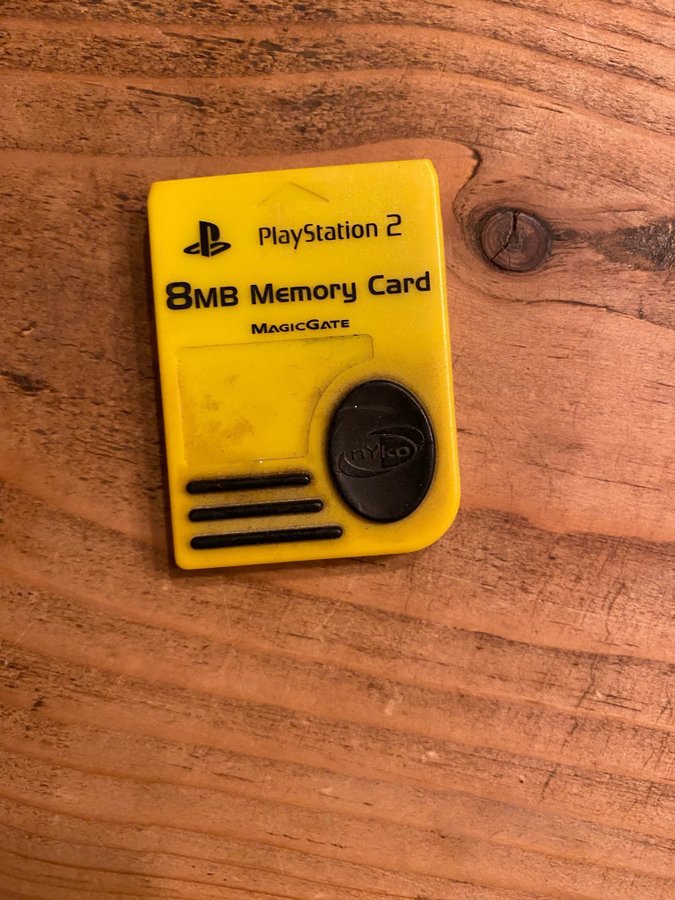 PlayStation 2
8MB Memory Card
MAGICGATE
nyko